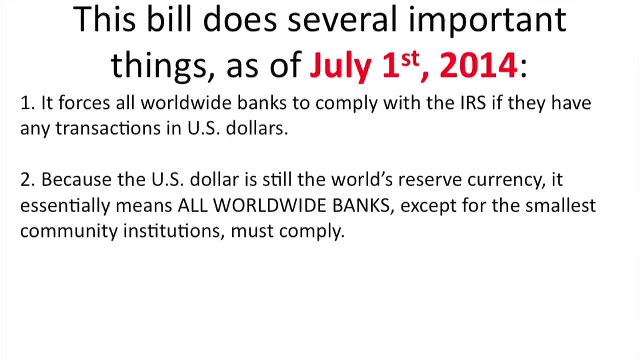 This bill does several important
things, as of July 1st, 2014:
1. It forces all worldwide banks to comply with the IRS if they have
any transactions in U.S. dollars.
2. Because the U.S. dollar is still the world's reserve currency, it
essentially means ALL WORLDWIDE BANKS, except for the smallest
community institutions, must comply.